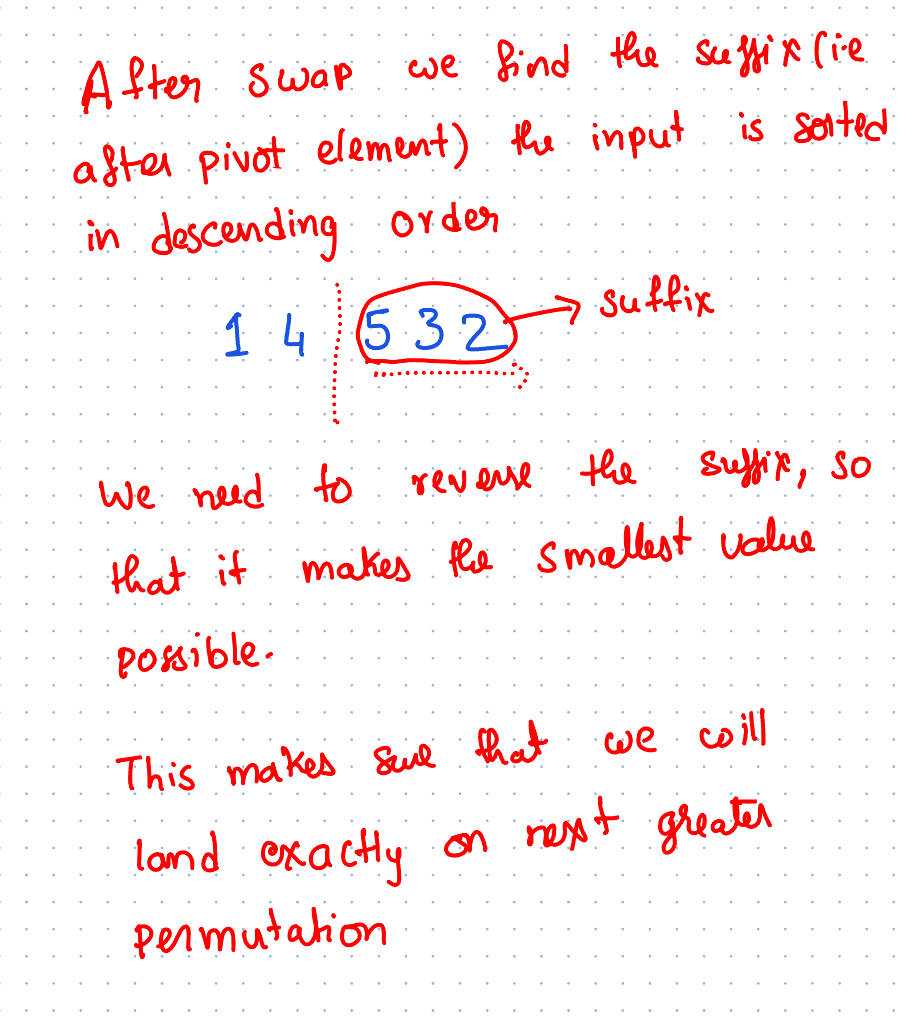 After swap we find the suffix (i.e
after pivot element) the input is sorted
in descending order
1 4 5 3 2 → suffix
We need to reverse the suffix, so
that it makes the smallest value
possible.
This makes sure that we will
land exactly on next greater
permutation